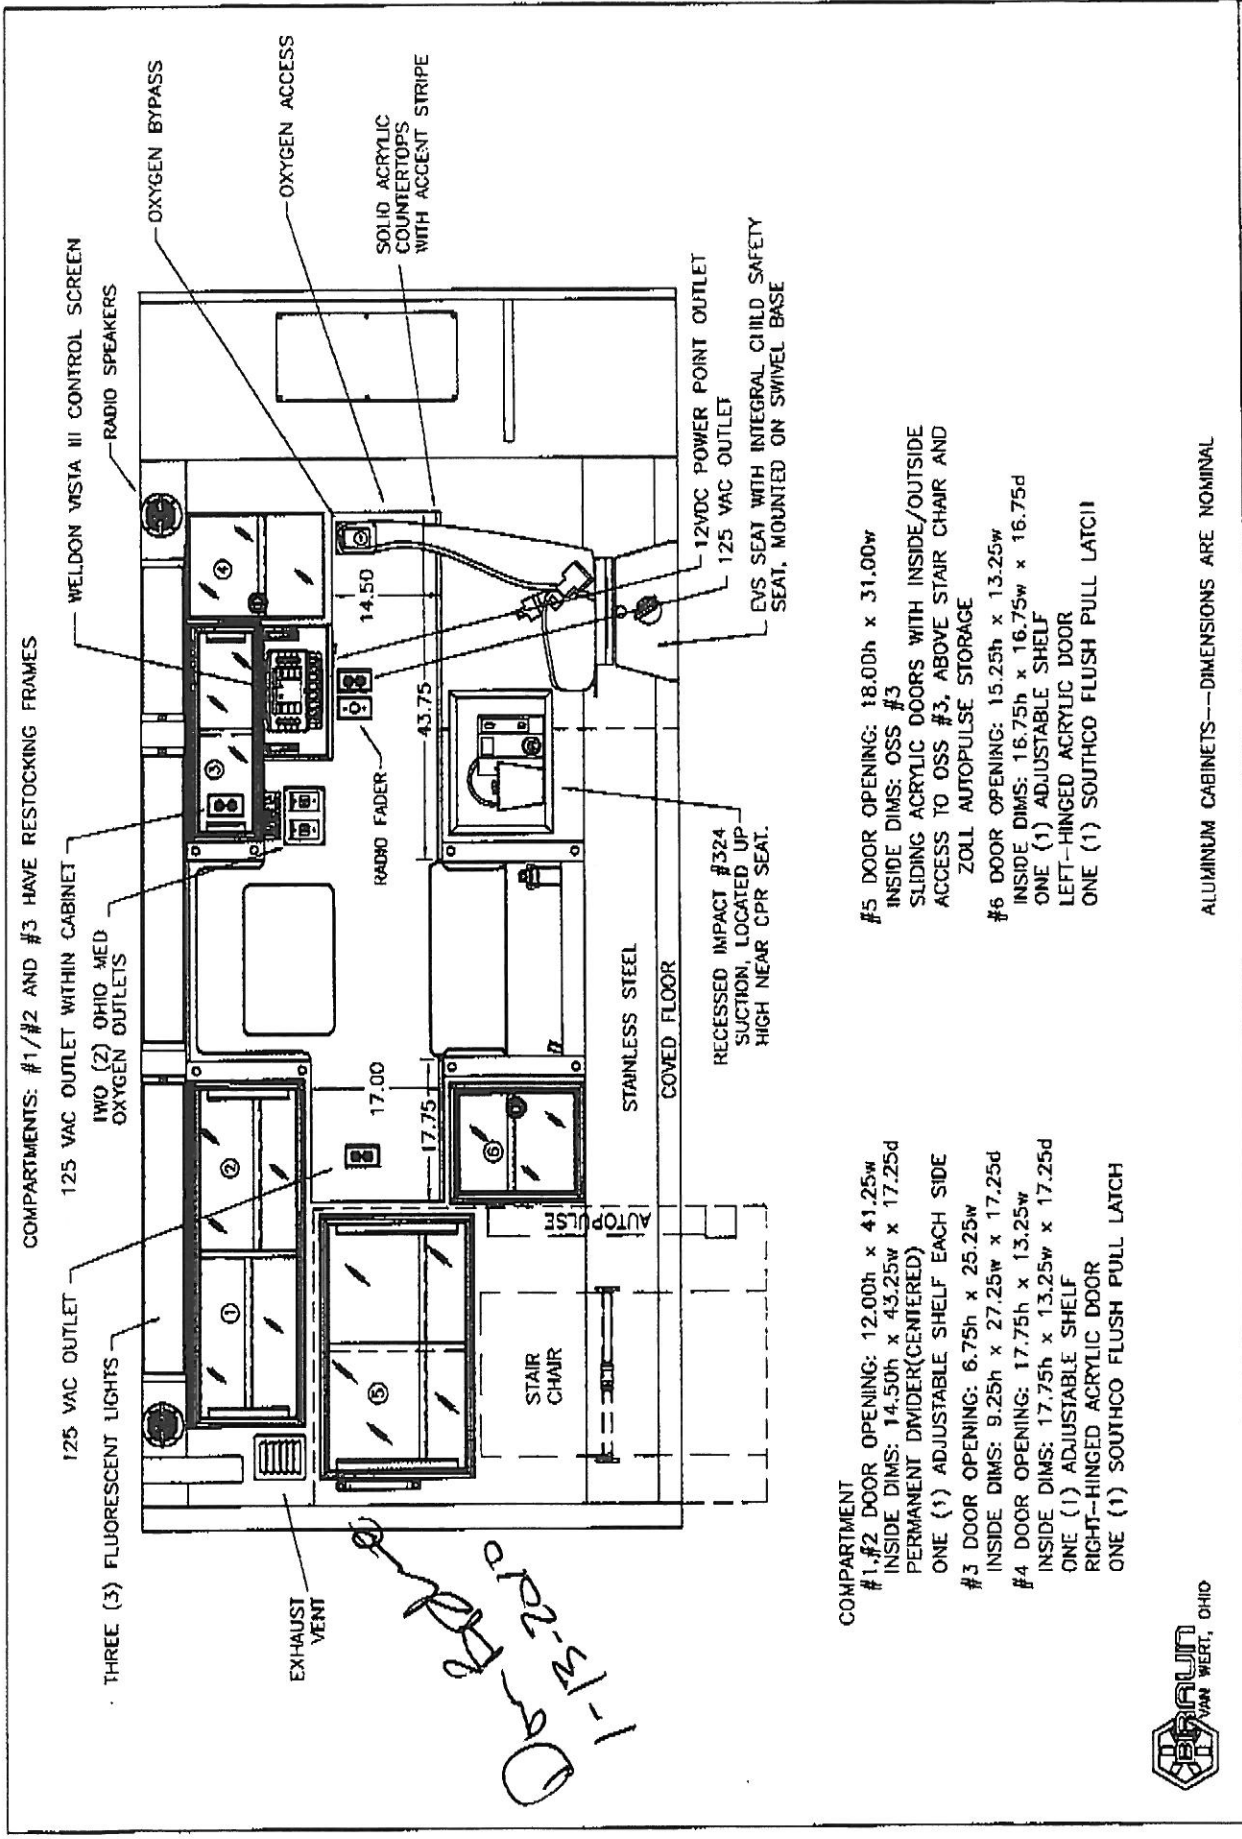 COMPARTMENTS: #1/#2 AND #3 HAVE RESTOCKING FRAMES
125 VAC OUTLET
THREE (3) FLUORESCENT LIGHTS
125 VAC OUTLET WITHIN CABINET
TWO (2) OHIO MED
OXYGEN OUTLETS
WELDON VISTA III CONTROL SCREEN
RADIO SPEAKERS
OXYGEN BYPASS
OXYGEN ACCESS
SOLID ACRYLIC
COUNTERTOPS
WITH ACCENT STRIPE
EXHAUST
VENT
1
2
3
4
5
6
17.00
17.75
14.50
43.75
RADIO FADER
AUTOPULSE
STAIR
CHAIR
STAINLESS STEEL
COVED FLOOR
12VDC POWER POINT OUTLET
125 VAC OUTLET
EVS SEAT WITH INTEGRAL CHILD SAFETY
SEAT, MOUNTED ON SWIVEL BASE
RECESSED IMPACT #324
SUCTION, LOCATED UP
HIGH NEAR CPR SEAT.
1-13-2012
COMPARTMENT
#1,#2 DOOR OPENING: 12.00h x 41.25w
INSIDE DIMS: 14.50h x 43.25w x 17.25d
PERMANENT DIVIDER(CENTERED)
ONE (1) ADJUSTABLE SHELF EACH SIDE
#3 DOOR OPENING: 6.75h x 25.25w
INSIDE DIMS: 9.25h x 27.25w x 17.25d
#4 DOOR OPENING: 17.75h x 13.25w
INSIDE DIMS: 17.75h x 13.25w x 17.25d
ONE (1) ADJUSTABLE SHELF
RIGHT-HINGED ACRYLIC DOOR
ONE (1) SOUTHCO FLUSH PULL LATCH
#5 DOOR OPENING: 18.00h x 31.00w
INSIDE DIMS: OSS #3
SLIDING ACRYLIC DOORS WITH INSIDE/OUTSIDE
ACCESS TO OSS #3, ABOVE STAIR CHAIR AND
ZOLL AUTOPULSE STORAGE
#6 DOOR OPENING: 15.25h x 13.25w
INSIDE DIMS: 16.75h x 16.75w x 16.75d
ONE (1) ADJUSTABLE SHELF
LEFT-HINGED ACRYLIC DOOR
ONE (1) SOUTHCO FLUSH PULL LATCH
ALUMINUM CABINETS--DIMENSIONS ARE NOMINAL
BRAUN
VAN WERT, OHIO